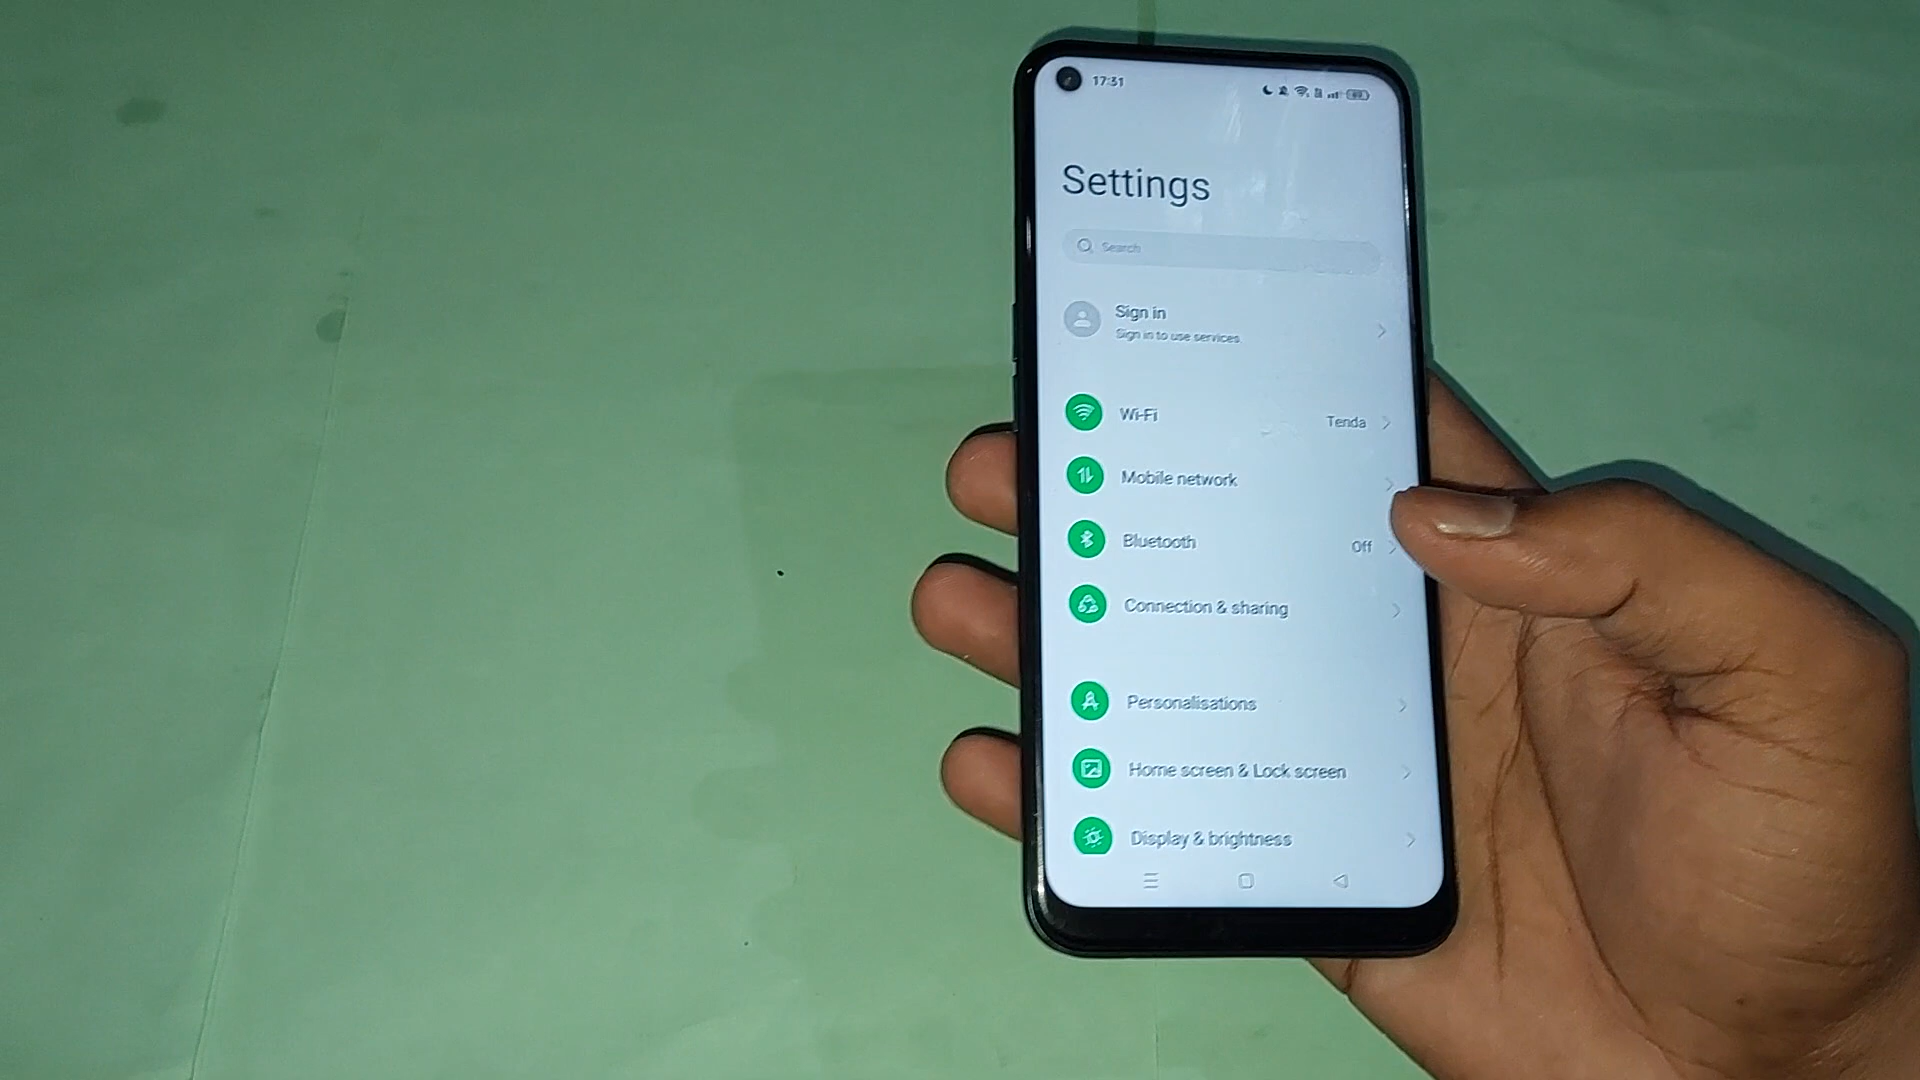 17:31
Settings
Search
Sign in
Sign in to use services
Wi-Fi
Tenda
Mobile network
Bluetooth
Off
Connection & sharing
Personalisations
Home screen & Lock screen
Display & brightness